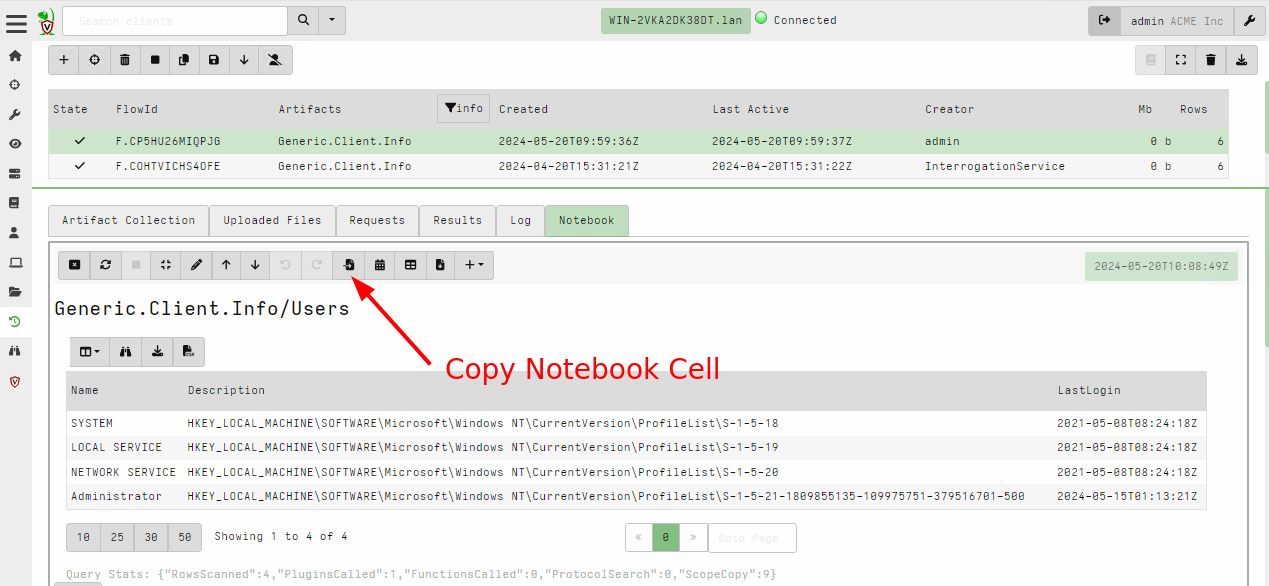 Search clients WIN-2VKA2DK38DT.lan Connected admin ACME Inc
State FlowId Artifacts info Created Last Active Creator Mb Rows
F.CP5HU26MIQPJG Generic.Client.Info 2024-05-20T09:59:36Z 2024-05-20T09:59:37Z admin 0 b 6
F.COHTVICHS4OFE Generic.Client.Info 2024-04-20T15:31:21Z 2024-04-20T15:31:22Z InterrogationService 0 b 6
Artifact Collection Uploaded Files Requests Results Log Notebook
2024-05-20T10:08:49Z
Generic.Client.Info/Users
Copy Notebook Cell
Name Description LastLogin
SYSTEM HKEY_LOCAL_MACHINE\SOFTWARE\Microsoft\Windows NT\CurrentVersion\ProfileList\S-1-5-18 2021-05-08T08:24:18Z
LOCAL SERVICE HKEY_LOCAL_MACHINE\SOFTWARE\Microsoft\Windows NT\CurrentVersion\ProfileList\S-1-5-19 2021-05-08T08:24:18Z
NETWORK SERVICE HKEY_LOCAL_MACHINE\SOFTWARE\Microsoft\Windows NT\CurrentVersion\ProfileList\S-1-5-20 2021-05-08T08:24:18Z
Administrator HKEY_LOCAL_MACHINE\SOFTWARE\Microsoft\Windows NT\CurrentVersion\ProfileList\S-1-5-21-1809855135-109975751-379516701-500 2024-05-15T01:13:21Z
10 25 30 50 Showing 1 to 4 of 4 « 0 » Goto Page
Query Stats: {"RowsScanned":4,"PluginsCalled":1,"FunctionsCalled":0,"ProtocolSearch":0,"ScopeCopy":9}